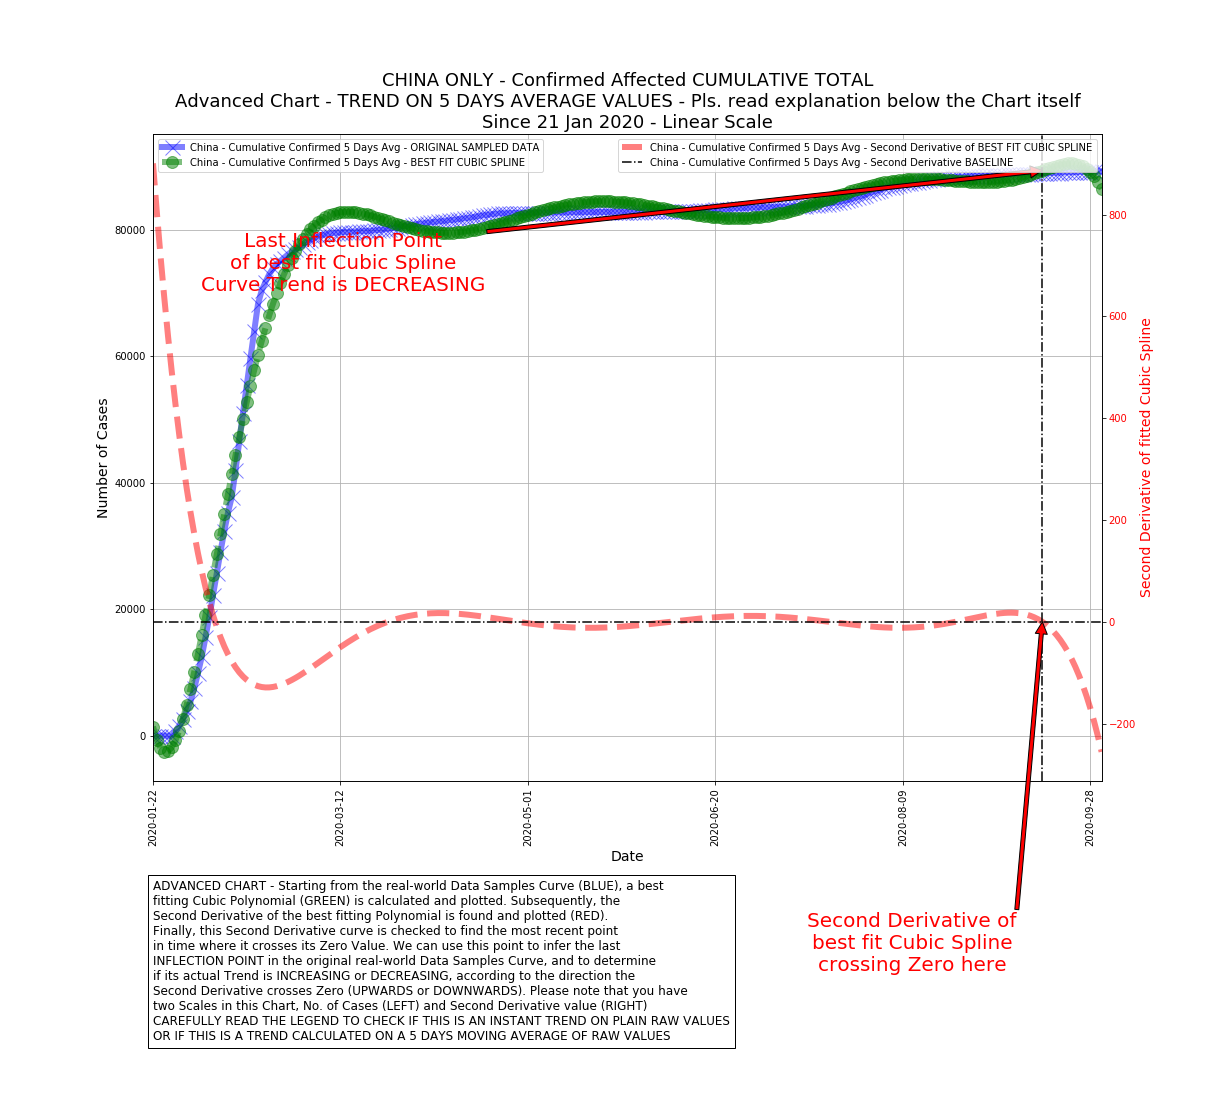 CHINA ONLY - Confirmed Affected CUMULATIVE TOTAL
Advanced Chart - TREND ON 5 DAYS AVERAGE VALUES - Pls. read explanation below the Chart itself
Since 21 Jan 2020 - Linear Scale
China - Cumulative Confirmed 5 Days Avg - ORIGINAL SAMPLED DATA
China - Cumulative Confirmed 5 Days Avg - BEST FIT CUBIC SPLINE
China - Cumulative Confirmed 5 Days Avg - Second Derivative of BEST FIT CUBIC SPLINE
China - Cumulative Confirmed 5 Days Avg - Second Derivative BASELINE
Last Inflection Point
of best fit Cubic Spline
Curve Trend is DECREASING
Number of Cases
80000
60000
40000
20000
0
800
600
400
200
0
−200
Second Derivative of fitted Cubic Spline
2020-01-22
2020-03-12
2020-05-01
2020-06-20
2020-08-09
2020-09-28
Date
ADVANCED CHART - Starting from the real-world Data Samples Curve (BLUE), a best
fitting Cubic Polynomial (GREEN) is calculated and plotted. Subsequently, the
Second Derivative of the best fitting Polynomial is found and plotted (RED).
Finally, this Second Derivative curve is checked to find the most recent point
in time where it crosses its Zero Value. We can use this point to infer the last
INFLECTION POINT in the original real-world Data Samples Curve, and to determine
if its actual Trend is INCREASING or DECREASING, according to the direction the
Second Derivative crosses Zero (UPWARDS or DOWNWARDS). Please note that you have
two Scales in this Chart, No. of Cases (LEFT) and Second Derivative value (RIGHT)
CAREFULLY READ THE LEGEND TO CHECK IF THIS IS AN INSTANT TREND ON PLAIN RAW VALUES
OR IF THIS IS A TREND CALCULATED ON A 5 DAYS MOVING AVERAGE OF RAW VALUES
Second Derivative of
best fit Cubic Spline
crossing Zero here